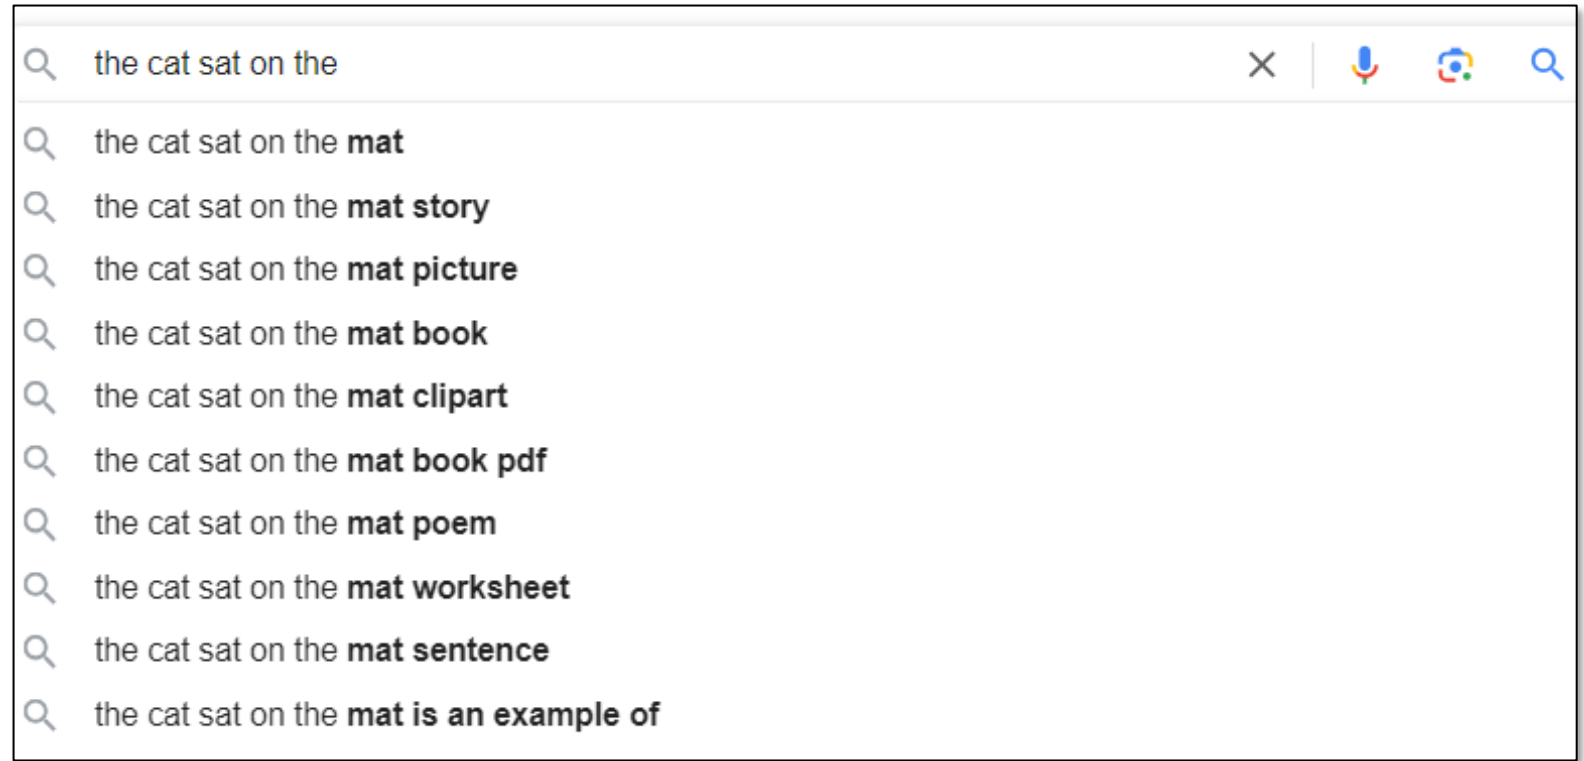 the cat sat on the
the cat sat on the mat
the cat sat on the mat story
the cat sat on the mat picture
the cat sat on the mat book
the cat sat on the mat clipart
the cat sat on the mat book pdf
the cat sat on the mat poem
the cat sat on the mat worksheet
the cat sat on the mat sentence
the cat sat on the mat is an example of